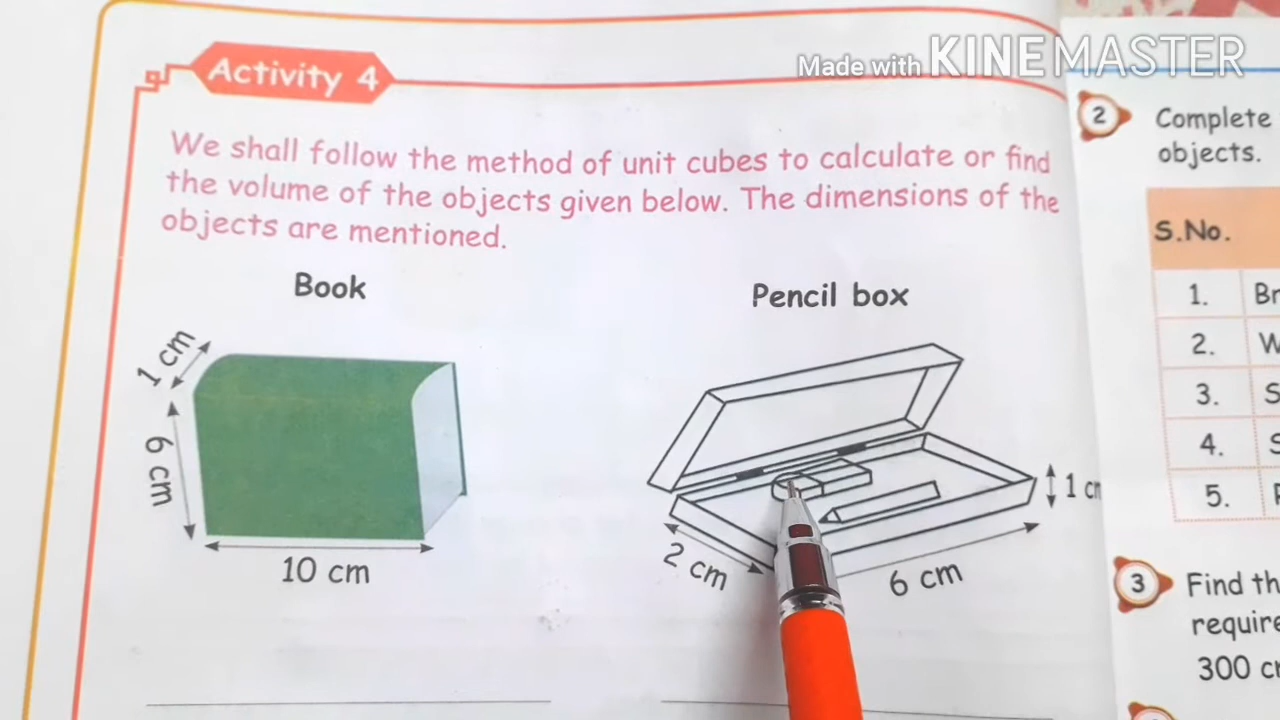 Made with KINEMASTER
Activity 4
We shall follow the method of unit cubes to calculate or find
the volume of the objects given below. The dimensions of the
objects are mentioned.
Book
1 cm
6 cm
10 cm
Pencil box
2 cm
6 cm
1 c
2 Complete
objects.
S.No.
1. Br
2. W
3. S
4. S
5.
3 Find th
require
300 c